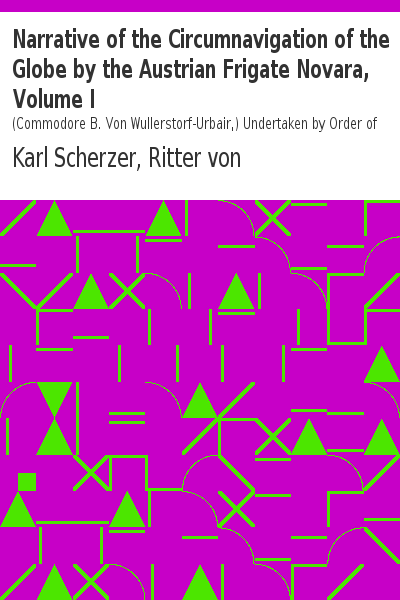 Narrative of the Circumnavigation of the
Globe by the Austrian Frigate Novara,
Volume I
(Commodore B. Von Wullerstorf-Urbair,) Undertaken by Order of
Karl Scherzer, Ritter von